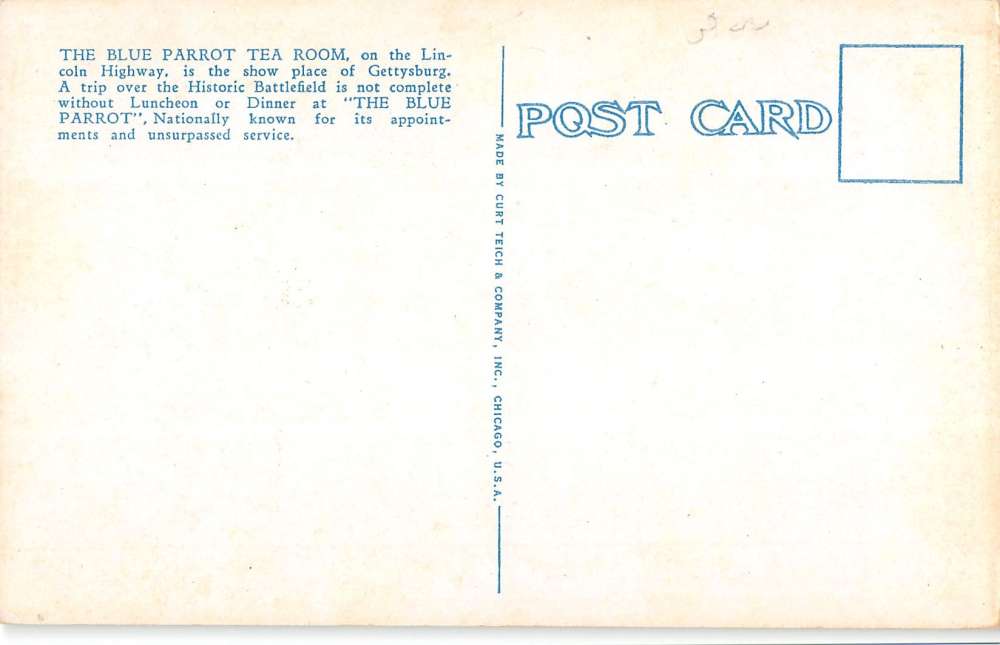 THE BLUE PARROT TEA ROOM, on the Lin-
coln Highway, is the show place of Gettysburg.
A trip over the Historic Battlefield is not complete
without Luncheon or Dinner at "THE BLUE
PARROT", Nationally known for its appoint-
ments and unsurpassed service.
MADE BY CURT TEICH & COMPANY, INC., CHICAGO, U.S.A.
POST CARD